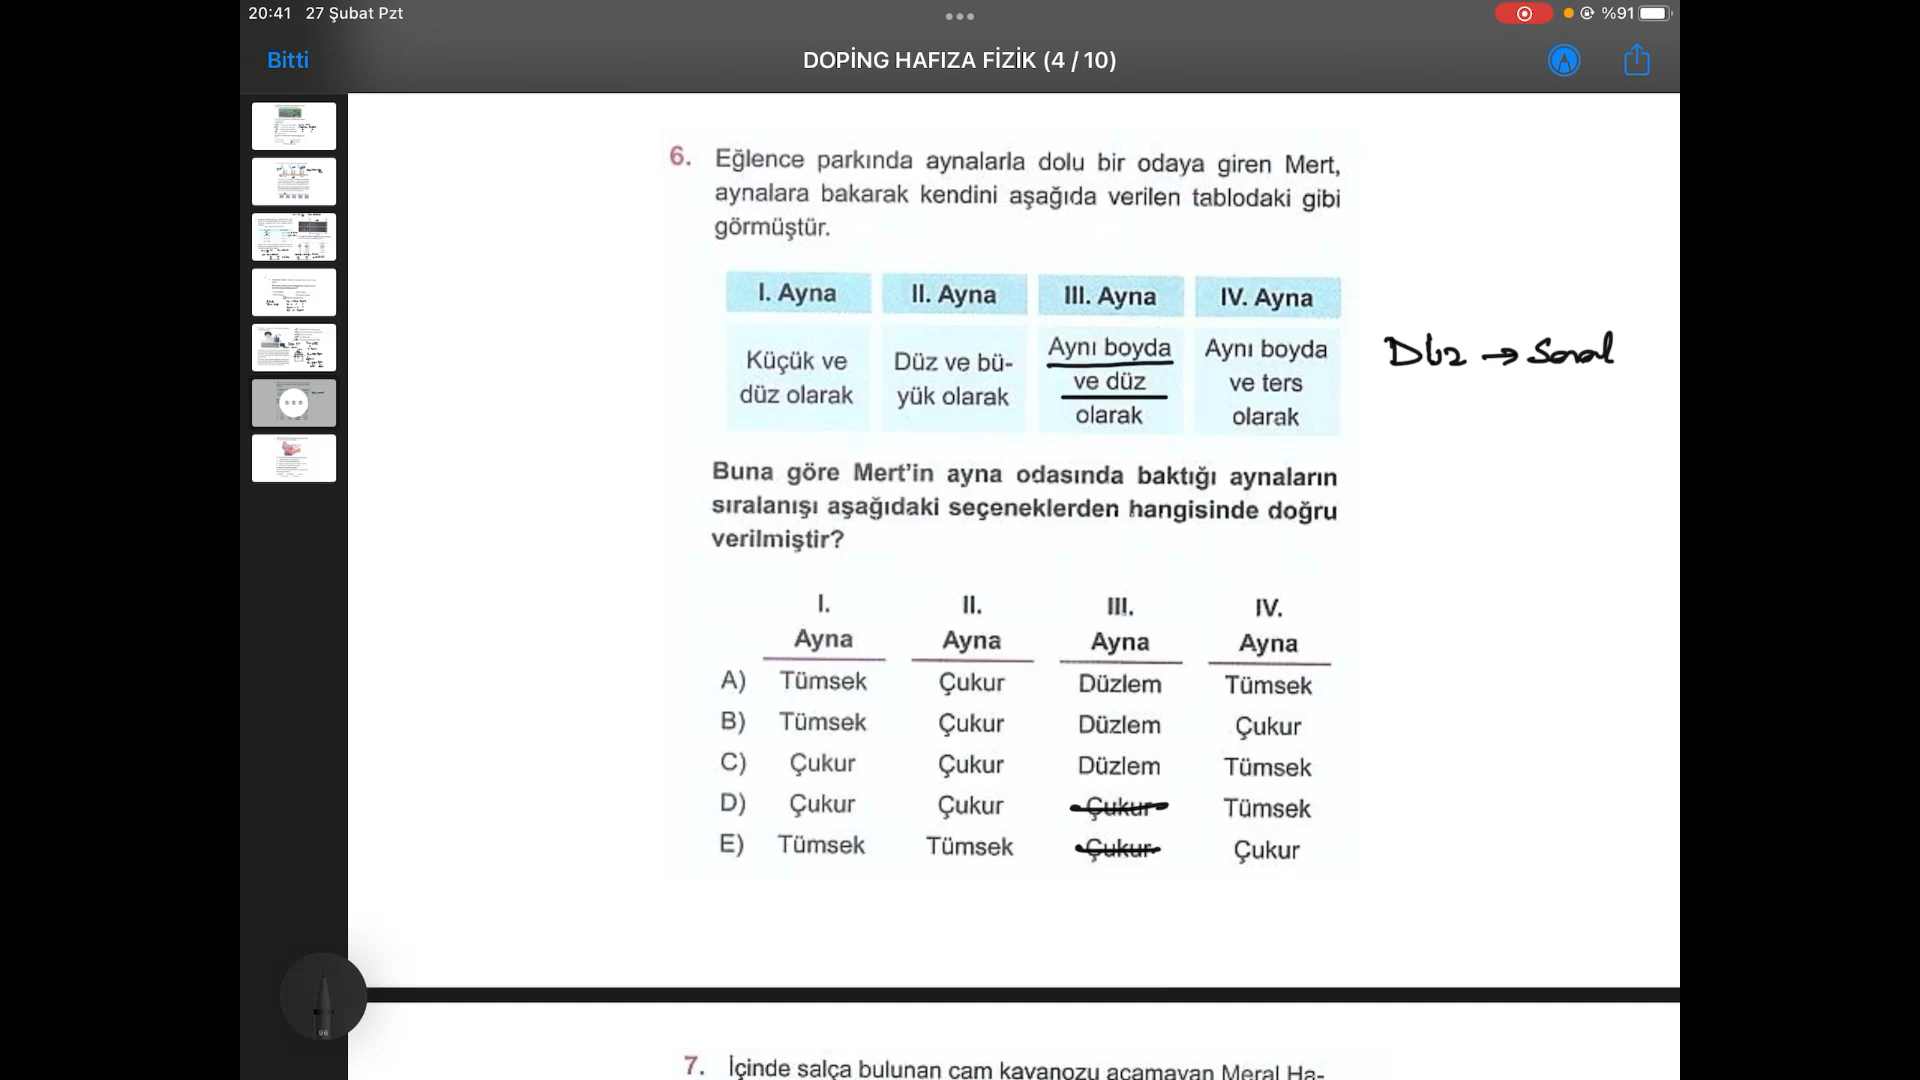 20:41 27 Şubat Pzt
%91
Bitti
DOPİNG HAFIZA FİZİK (4 / 10)
6. Eğlence parkında aynalarla dolu bir odaya giren Mert,
aynalara bakarak kendini aşağıda verilen tablodaki gibi
görmüştür.
I. Ayna II. Ayna III. Ayna IV. Ayna
Küçük ve
düz olarak
Düz ve bü-
yük olarak
Aynı boyda
ve düz
olarak
Aynı boyda
ve ters
olarak
Düz → Sanal
Buna göre Mert’in ayna odasında baktığı aynaların
sıralanışı aşağıdaki seçeneklerden hangisinde doğru
verilmiştir?
I. II. III. IV.
Ayna Ayna Ayna Ayna
A) Tümsek Çukur Düzlem Tümsek
B) Tümsek Çukur Düzlem Çukur
C) Çukur Çukur Düzlem Tümsek
D) Çukur Çukur Çukur Tümsek
E) Tümsek Tümsek Çukur Çukur
96
7. İçinde salça bulunan cam kavanozu açamayan Meral Ha-